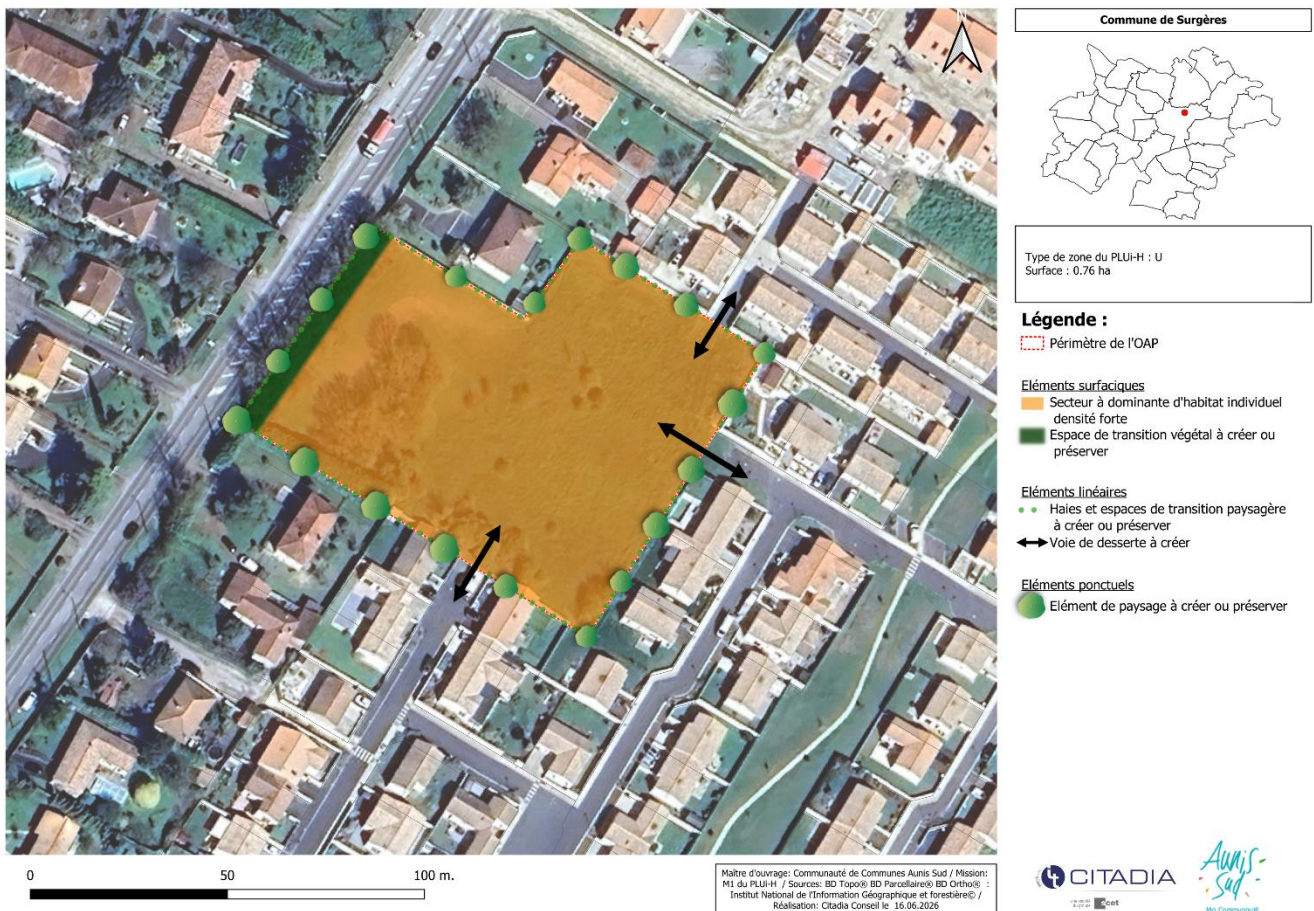 Commune de Surgères
Type de zone du PLUi-H : U
Surface : 0.76 ha
Légende :
Périmètre de l'OAP
Eléments surfaciques
Secteur à dominante d'habitat individuel
densité forte
Espace de transition végétal à créer ou
préserver
Eléments linéaires
Haies et espaces de transition paysagère
à créer ou préserver
Voie de desserte à créer
Eléments ponctuels
Elément de paysage à créer ou préserver
0 50 100 m.
Maître d'ouvrage: Communauté de Communes Aunis Sud / Mission:
M1 du PLUi-H / Sources: BD Topo® BD Parcellaire® BD Ortho® :
Institut National de l'Information Géographique et forestière© /
Réalisation: Citadia Conseil le 16.06.2026
CITADIA
scet
Aunis
Sud
Ma Communauté